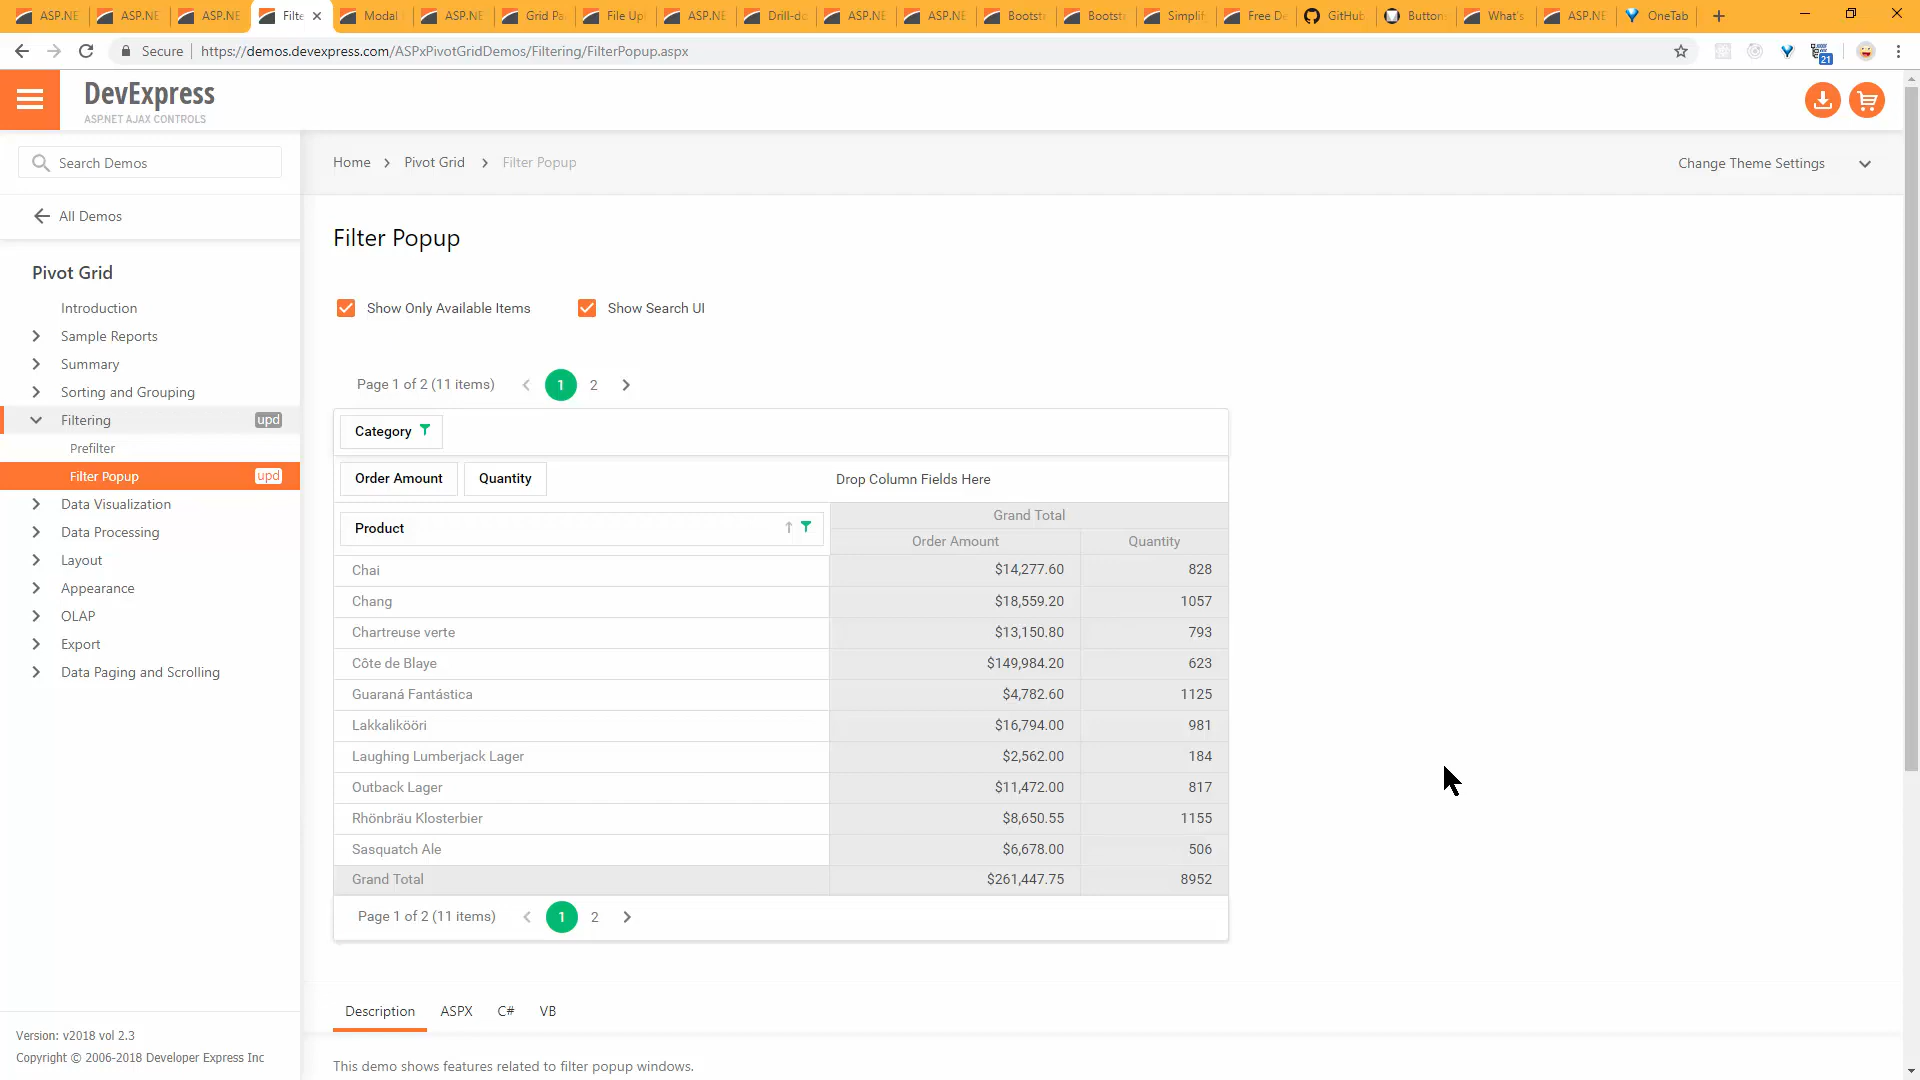 ASP.NE ASP.NE ASP.NE Filte Modal ASP.NE Grid Pa File Up ASP.NE Drill-do ASP.NE ASP.NE Bootst Bootst Simplif Free De GitHub Button What's ASP.NE OneTab
Secure https://demos.devexpress.com/ASPxPivotGridDemos/Filtering/FilterPopup.aspx
21
DevExpress
ASP.NET AJAX CONTROLS
Search Demos
Home Pivot Grid Filter Popup
Change Theme Settings
All Demos
Filter Popup
Pivot Grid
Introduction
Sample Reports
Summary
Sorting and Grouping
Filtering upd
Prefilter
Filter Popup upd
Data Visualization
Data Processing
Layout
Appearance
OLAP
Export
Data Paging and Scrolling
Show Only Available Items Show Search UI
Page 1 of 2 (11 items) 1 2
Category
Order Amount Quantity Drop Column Fields Here
Product
Grand Total
Order Amount Quantity
Chai $14,277.60 828
Chang $18,559.20 1057
Chartreuse verte $13,150.80 793
Côte de Blaye $149,984.20 623
Guaraná Fantástica $4,782.60 1125
Lakkalikööri $16,794.00 981
Laughing Lumberjack Lager $2,562.00 184
Outback Lager $11,472.00 817
Rhönbräu Klosterbier $8,650.55 1155
Sasquatch Ale $6,678.00 506
Grand Total $261,447.75 8952
Page 1 of 2 (11 items) 1 2
Description ASPX C# VB
This demo shows features related to filter popup windows.
Version: v2018 vol 2.3
Copyright © 2006-2018 Developer Express Inc